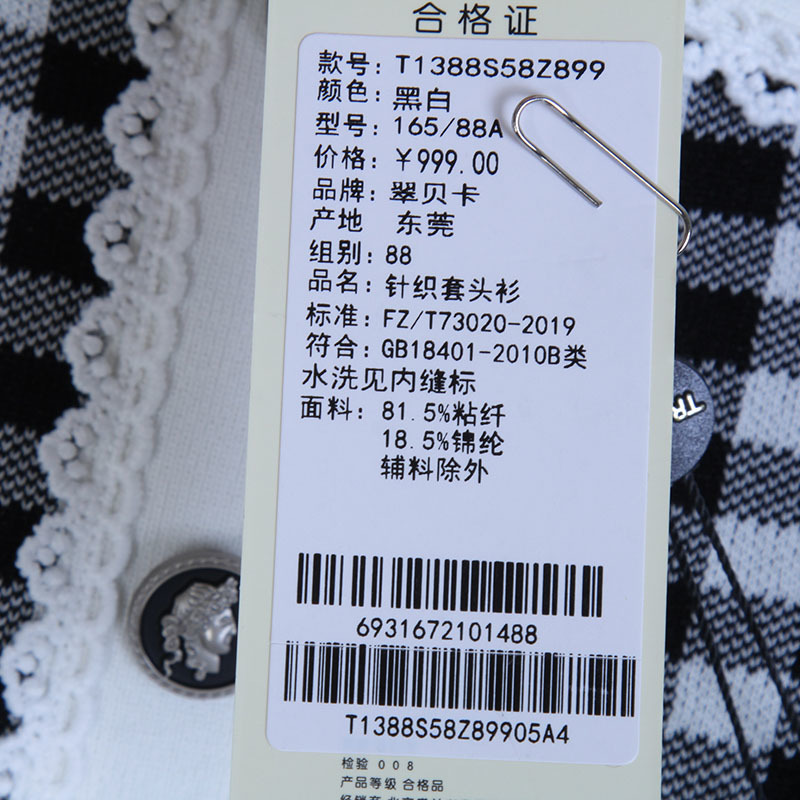 合格证
款号: T1388S58Z899
颜色: 黑白
型号: 165/88A
价格: ¥999.00
品牌: 翠贝卡
产地 东莞
组别: 88
品名: 针织套头衫
标准: FZ/T73020-2019
符合: GB18401-2010B类
水洗见内缝标
面料: 81.5%粘纤
18.5%锦纶
辅料除外
6931672101488
T1388S58Z89905A4
检验 008
产品等级 合格品
TR